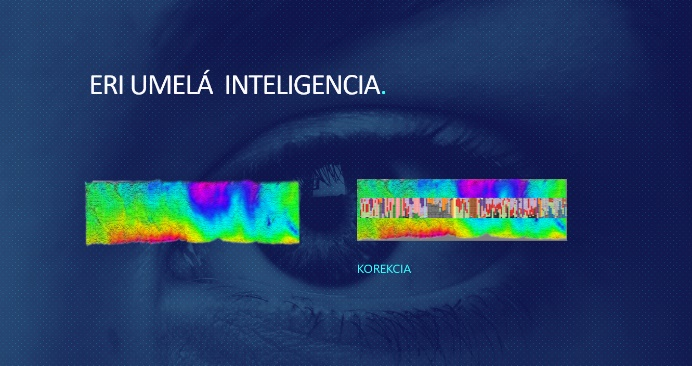 ERI UMELÁ INTELIGENCIA.
KOREKCIA